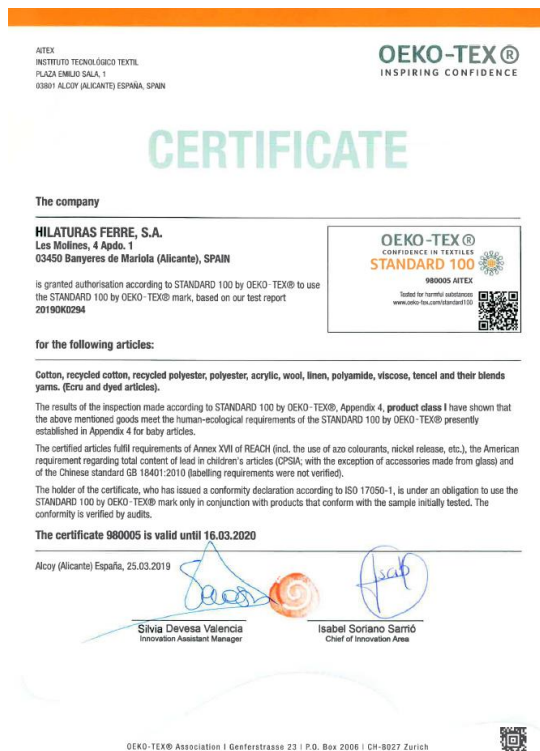 AITEX
INSTITUTO TECNOLÓGICO TEXTIL
PLAZA EMILIO SALA, 1
03801 ALCOY (ALICANTE) ESPAÑA, SPAIN
OEKO-TEX®
INSPIRING CONFIDENCE
CERTIFICATE
The company
HILATURAS FERRE, S.A.
Les Molines, 4 Apdo. 1
03450 Banyeres de Mariola (Alicante), SPAIN
is granted authorisation according to STANDARD 100 by OEKO-TEX® to use
the STANDARD 100 by OEKO-TEX® mark, based on our test report
2019OK0294
OEKO-TEX®
CONFIDENCE IN TEXTILES
STANDARD 100
980005 AITEX
Tested for harmful substances
www.oeko-tex.com/standard100
for the following articles:
Cotton, recycled cotton, recycled polyester, polyester, acrylic, wool, linen, polyamide, viscose, tencel and their blends
yarns. (Ecru and dyed articles).
The results of the inspection made according to STANDARD 100 by OEKO-TEX®, Appendix 4, product class I have shown that
the above mentioned goods meet the human-ecological requirements of the STANDARD 100 by OEKO-TEX® presently
established in Appendix 4 for baby articles.
The certified articles fulfil requirements of Annex XVII of REACH (incl. the use of azo colourants, nickel release, etc.), the American
requirement regarding total content of lead in children's articles (CPSIA; with the exception of accessories made from glass) and
of the Chinese standard GB 18401:2010 (labelling requirements were not verified).
The holder of the certificate, who has issued a conformity declaration according to ISO 17050-1, is under an obligation to use the
STANDARD 100 by OEKO-TEX® mark only in conjunction with products that conform with the sample initially tested. The
conformity is verified by audits.
The certificate 980005 is valid until 16.03.2020
Alcoy (Alicante) España, 25.03.2019
Silvia Devesa Valencia
Innovation Assistant Manager
Isabel Soriano Sarrió
Chief of Innovation Area
OEKO-TEX® Association | Genferstrasse 23 | P.O. Box 2006 | CH-8027 Zurich